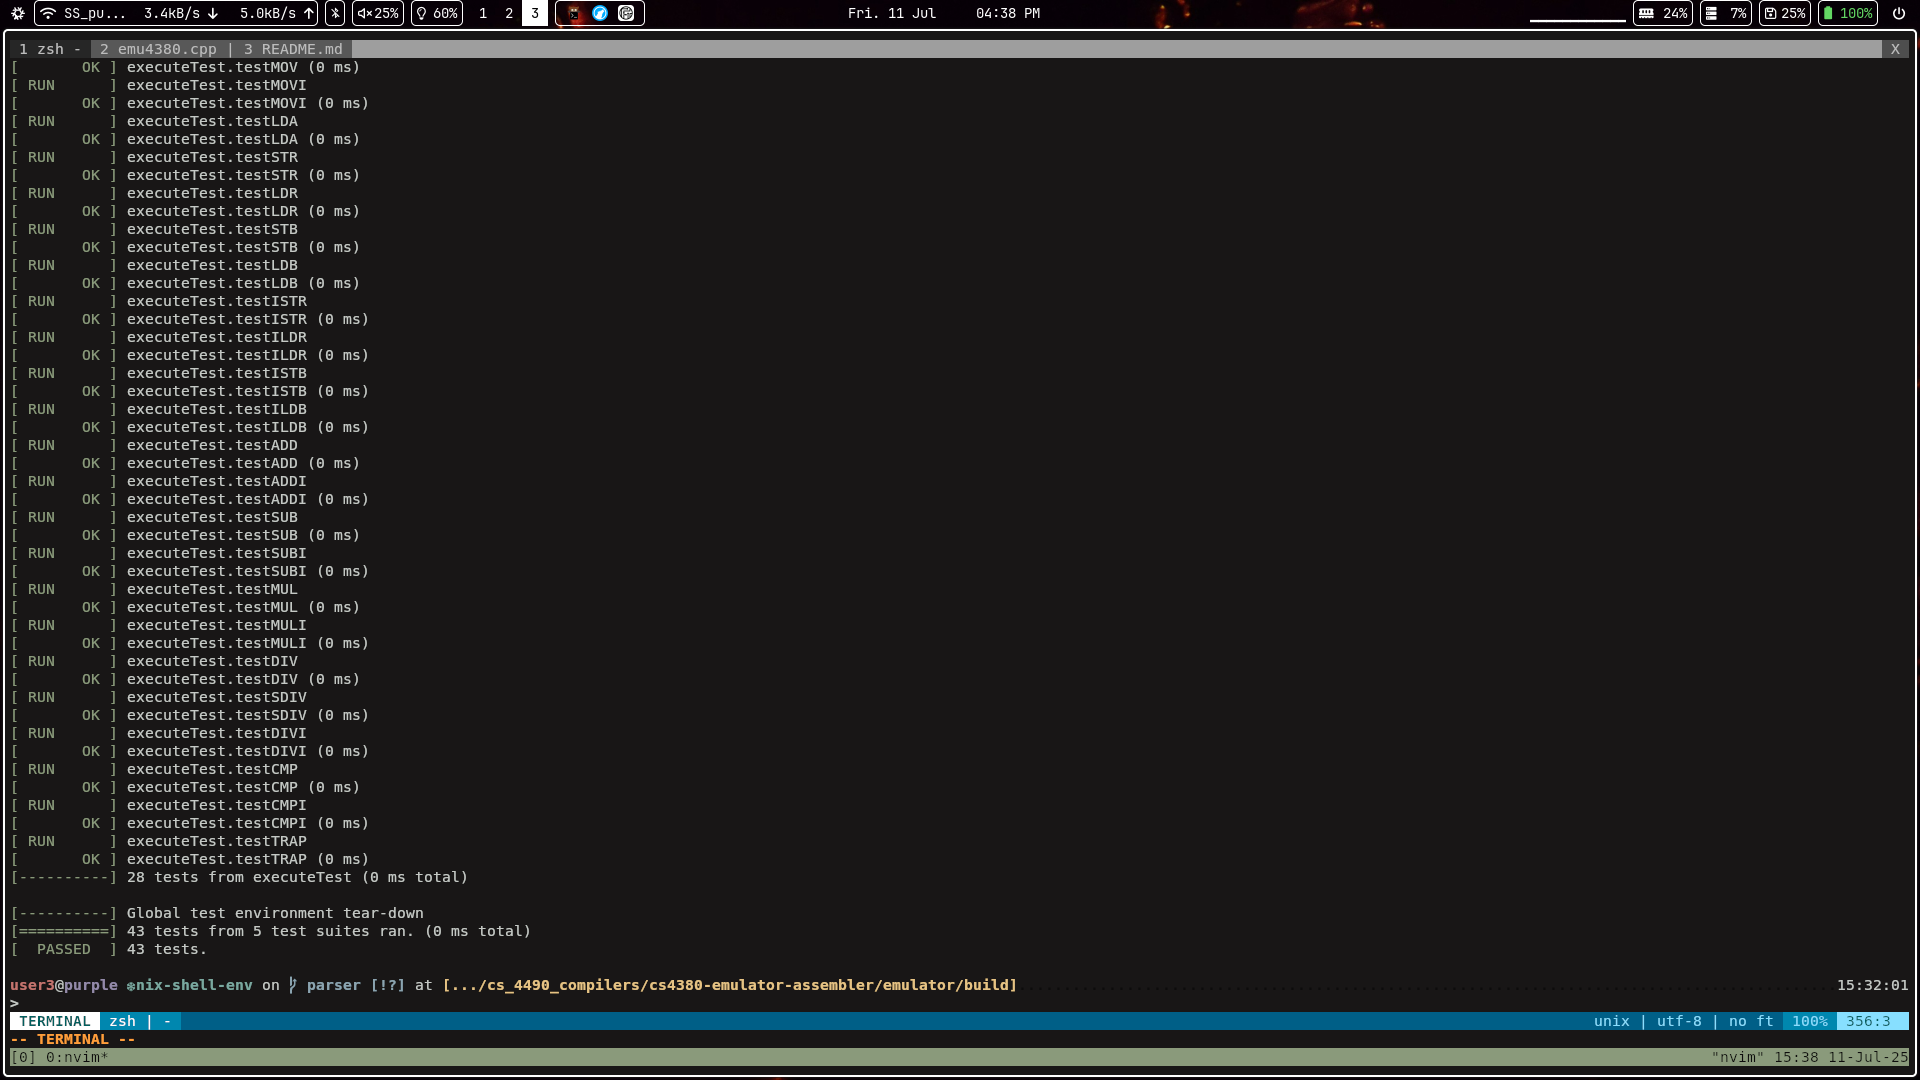 SS_pu... 3.4kB/s ↓ 5.0kB/s ↑ 25% 60% 1 2 3 Fri. 11 Jul 04:38 PM 24% 7% 25% 100%
1 zsh - 2 emu4380.cpp | 3 README.md X
[       OK ] executeTest.testMOV (0 ms)
[ RUN      ] executeTest.testMOVI
[       OK ] executeTest.testMOVI (0 ms)
[ RUN      ] executeTest.testLDA
[       OK ] executeTest.testLDA (0 ms)
[ RUN      ] executeTest.testSTR
[       OK ] executeTest.testSTR (0 ms)
[ RUN      ] executeTest.testLDR
[       OK ] executeTest.testLDR (0 ms)
[ RUN      ] executeTest.testSTB
[       OK ] executeTest.testSTB (0 ms)
[ RUN      ] executeTest.testLDB
[       OK ] executeTest.testLDB (0 ms)
[ RUN      ] executeTest.testISTR
[       OK ] executeTest.testISTR (0 ms)
[ RUN      ] executeTest.testILDR
[       OK ] executeTest.testILDR (0 ms)
[ RUN      ] executeTest.testISTB
[       OK ] executeTest.testISTB (0 ms)
[ RUN      ] executeTest.testILDB
[       OK ] executeTest.testILDB (0 ms)
[ RUN      ] executeTest.testADD
[       OK ] executeTest.testADD (0 ms)
[ RUN      ] executeTest.testADDI
[       OK ] executeTest.testADDI (0 ms)
[ RUN      ] executeTest.testSUB
[       OK ] executeTest.testSUB (0 ms)
[ RUN      ] executeTest.testSUBI
[       OK ] executeTest.testSUBI (0 ms)
[ RUN      ] executeTest.testMUL
[       OK ] executeTest.testMUL (0 ms)
[ RUN      ] executeTest.testMULI
[       OK ] executeTest.testMULI (0 ms)
[ RUN      ] executeTest.testDIV
[       OK ] executeTest.testDIV (0 ms)
[ RUN      ] executeTest.testSDIV
[       OK ] executeTest.testSDIV (0 ms)
[ RUN      ] executeTest.testDIVI
[       OK ] executeTest.testDIVI (0 ms)
[ RUN      ] executeTest.testCMP
[       OK ] executeTest.testCMP (0 ms)
[ RUN      ] executeTest.testCMPI
[       OK ] executeTest.testCMPI (0 ms)
[ RUN      ] executeTest.testTRAP
[       OK ] executeTest.testTRAP (0 ms)
[----------] 28 tests from executeTest (0 ms total)
[----------] Global test environment tear-down
[==========] 43 tests from 5 test suites ran. (0 ms total)
[  PASSED  ] 43 tests.
user3@purple ❄nix-shell-env on parser [!?] at [.../cs_4490_compilers/cs4380-emulator-assembler/emulator/build] 15:32:01
>
TERMINAL zsh | - unix | utf-8 | no ft 100% 356:3
-- TERMINAL --
[0] 0:nvim* "nvim" 15:38 11-Jul-25